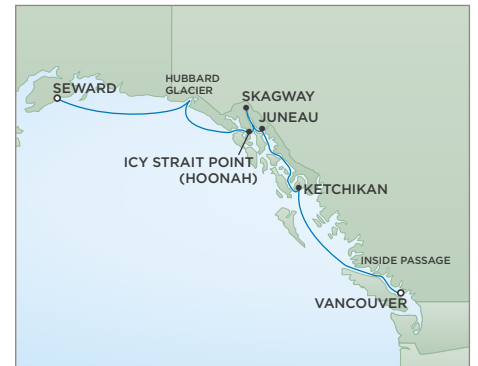 SEWARD
HUBBARD
GLACIER
SKAGWAY
JUNEAU
ICY STRAIT POINT
(HOONAH)
KETCHIKAN
INSIDE PASSAGE
VANCOUVER